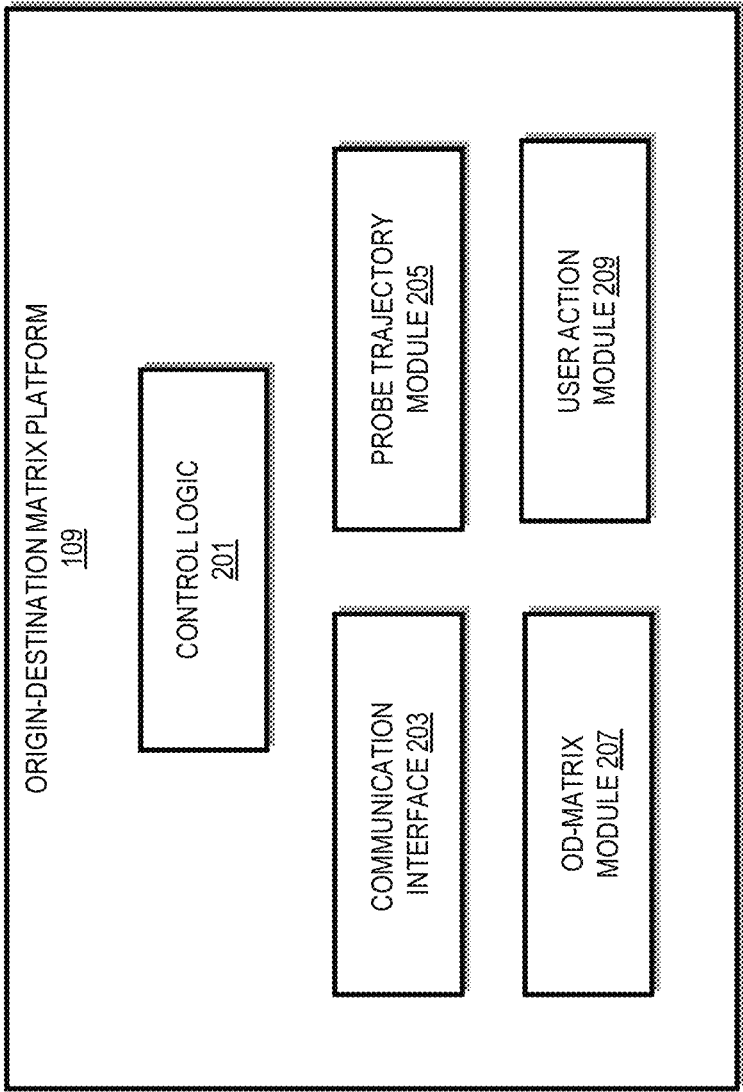 ORIGIN-DESTINATION MATRIX PLATFORM
109
CONTROL LOGIC
201
COMMUNICATION
INTERFACE 203
PROBE TRAJECTORY
MODULE 205
OD-MATRIX
MODULE 207
USER ACTION
MODULE 209